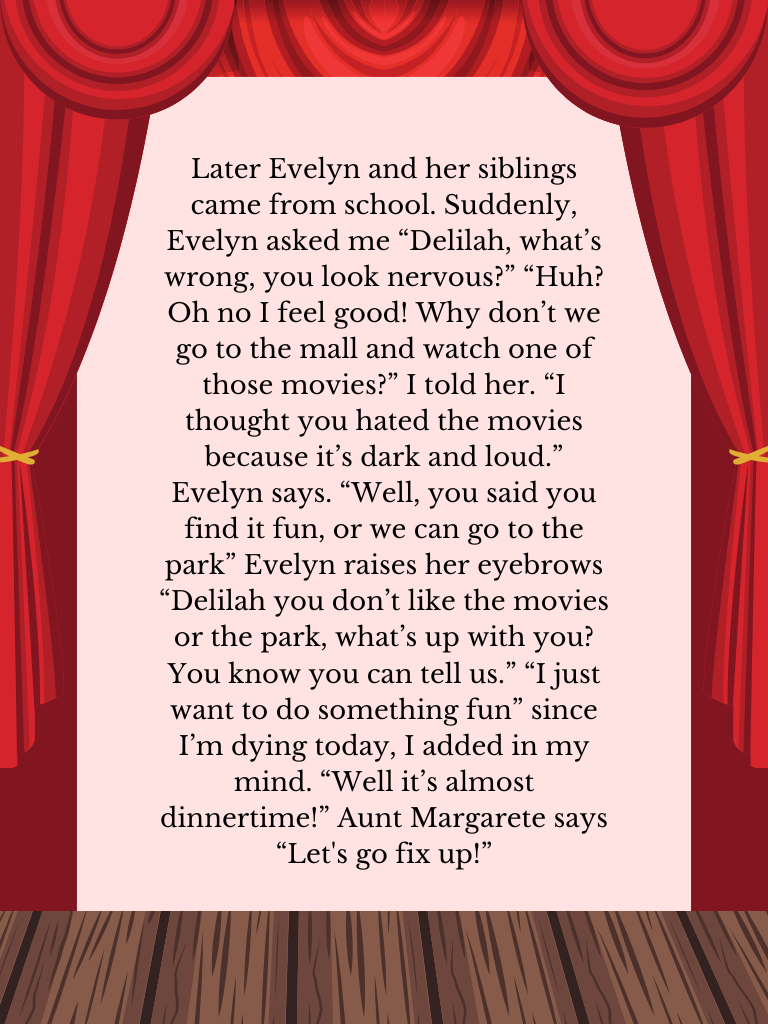 Later Evelyn and her siblings
came from school. Suddenly,
Evelyn asked me “Delilah, what’s
wrong, you look nervous?” “Huh?
Oh no I feel good! Why don’t we
go to the mall and watch one of
those movies?” I told her. “I
thought you hated the movies
because it’s dark and loud.”
Evelyn says. “Well, you said you
find it fun, or we can go to the
park” Evelyn raises her eyebrows
“Delilah you don’t like the movies
or the park, what’s up with you?
You know you can tell us.” “I just
want to do something fun” since
I’m dying today, I added in my
mind. “Well it’s almost
dinnertime!” Aunt Margarete says
“Let's go fix up!”